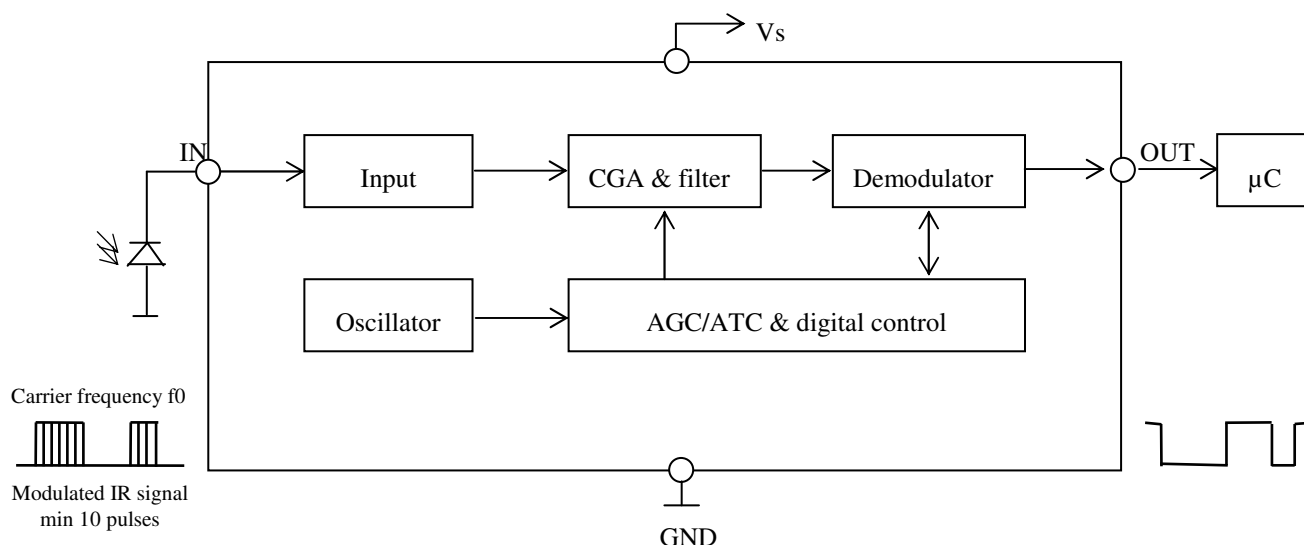 Vs
IN
Input
CGA & filter
Demodulator
OUT
µC
Oscillator
AGC/ATC & digital control
Carrier frequency f0
Modulated IR signal
min 10 pulses
GND